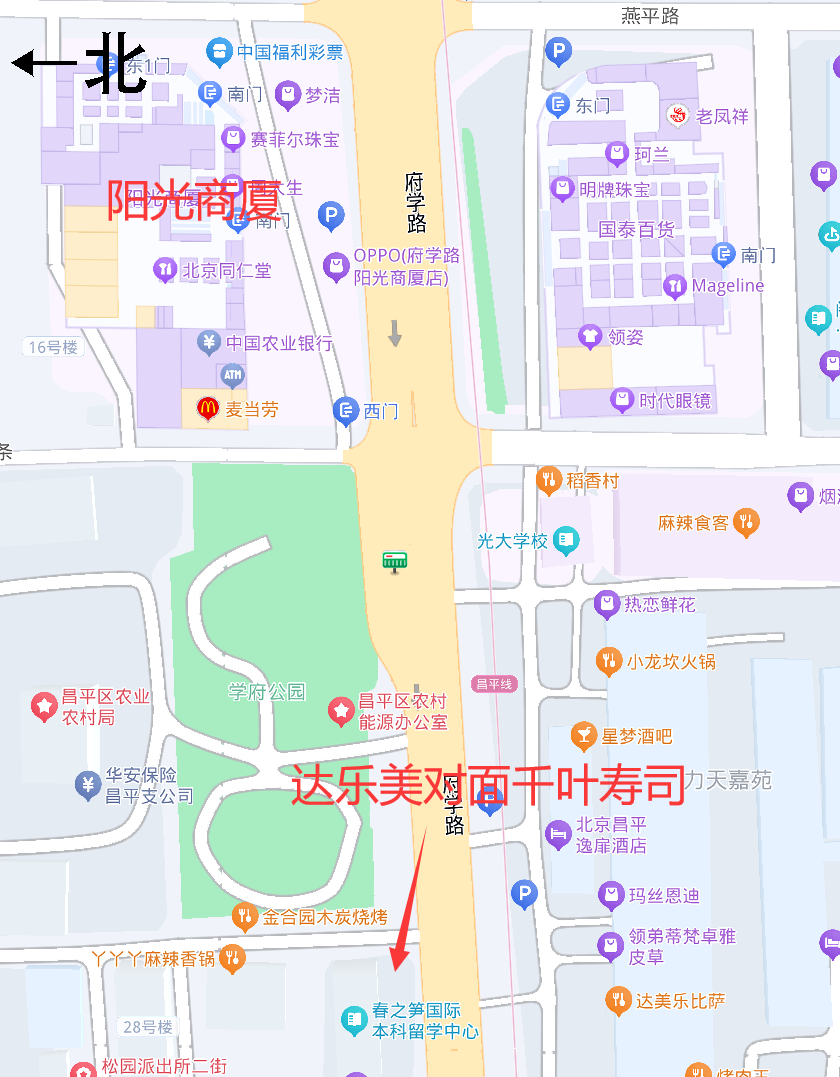 燕平路
北
东1门
中国福利彩票
南门
梦洁
东门
老凤祥
赛菲尔珠宝
珂兰
阳光商厦
阳光商厦
南门
府学路
明牌珠宝
国泰百货
南门
OPPO(府学路
阳光商厦店)
北京同仁堂
Mageline
16号楼
中国农业银行
领姿
ATM
麦当劳
西门
时代眼镜
条
稻香村
麻辣食客
光大学校
热恋鲜花
小龙坎火锅
学府公园
昌平线
昌平区农业
农村局
昌平区农村
能源办公室
星梦酒吧
华安保险
昌平支公司
达乐美对面千叶寿司
府学路
力天嘉苑
北京昌平
逸扉酒店
玛丝恩迪
金合园木炭烧烤
领弟蒂梵卓雅
皮草
丫丫丫麻辣香锅
达美乐比萨
春之笋国际
本科留学中心
28号楼
松园派出所二街